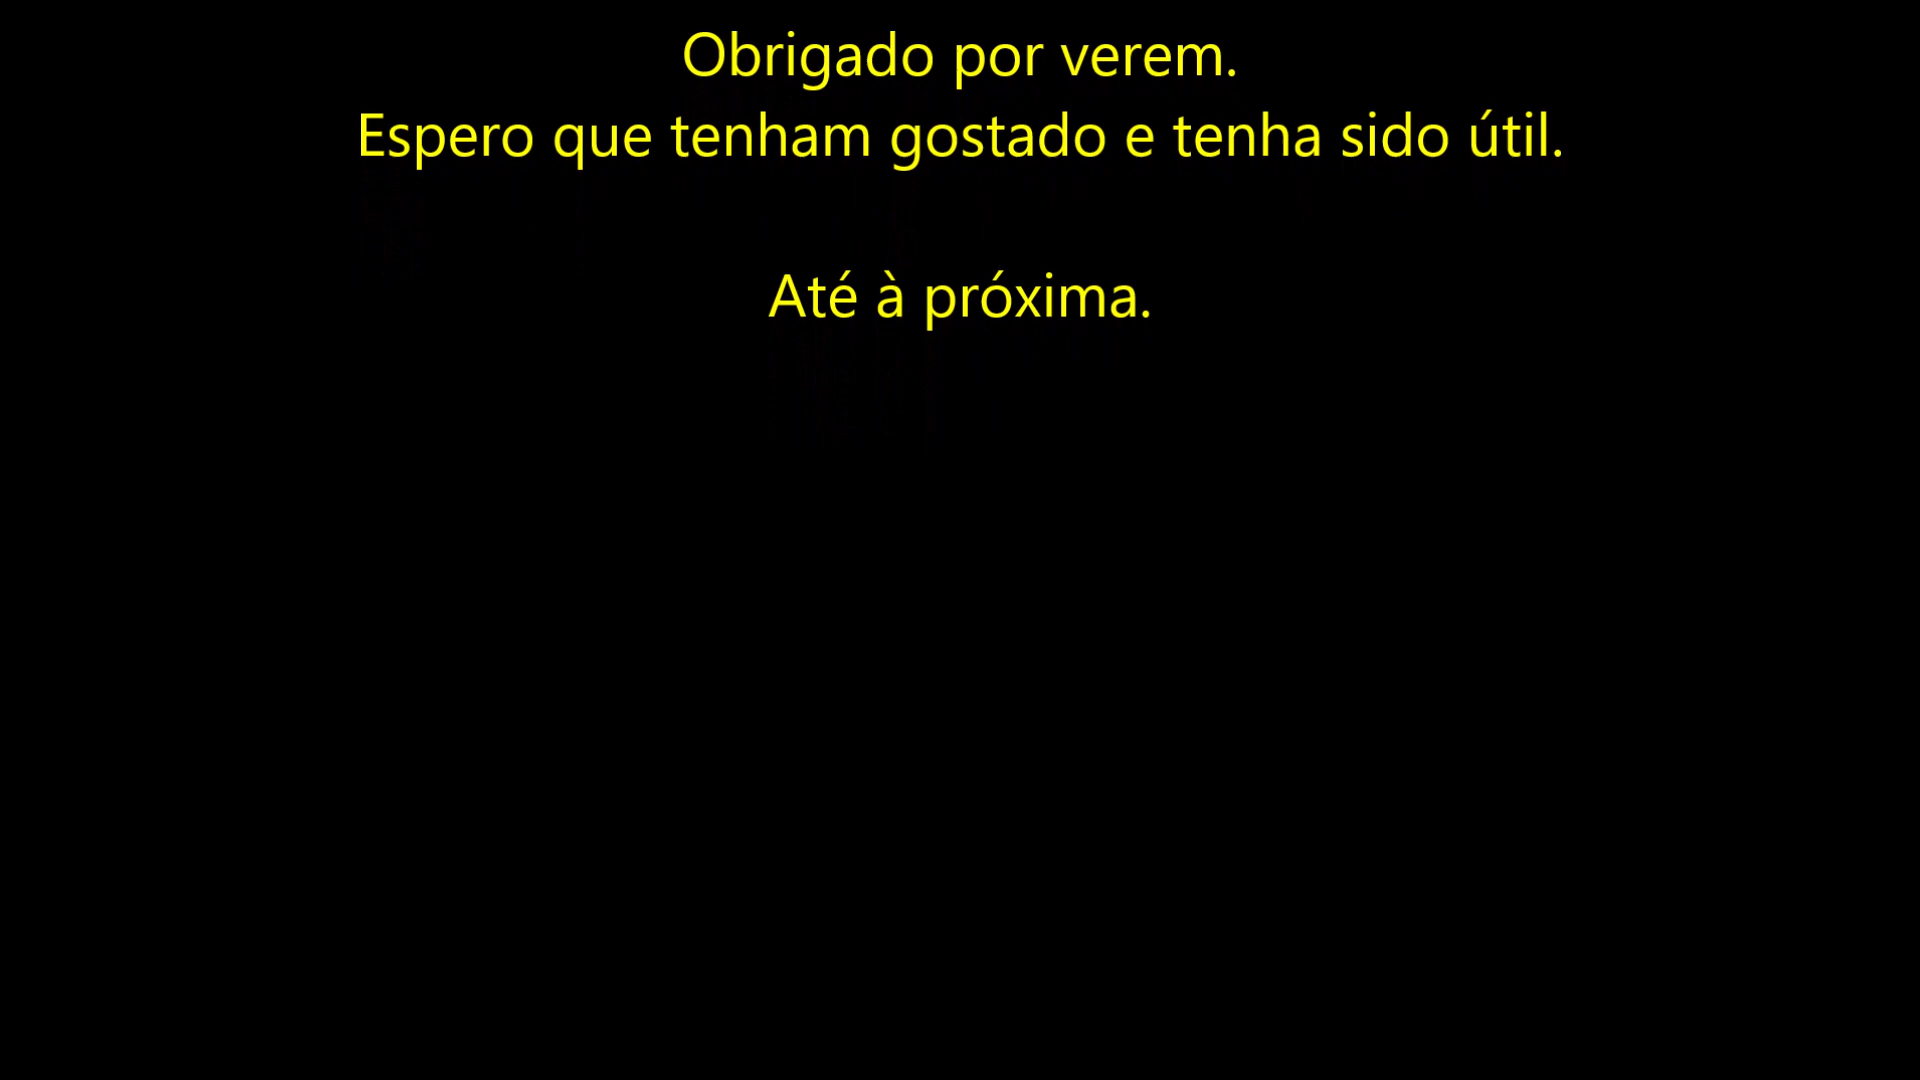 Obrigado por verem.
Espero que tenham gostado e tenha sido útil.
Até à próxima.